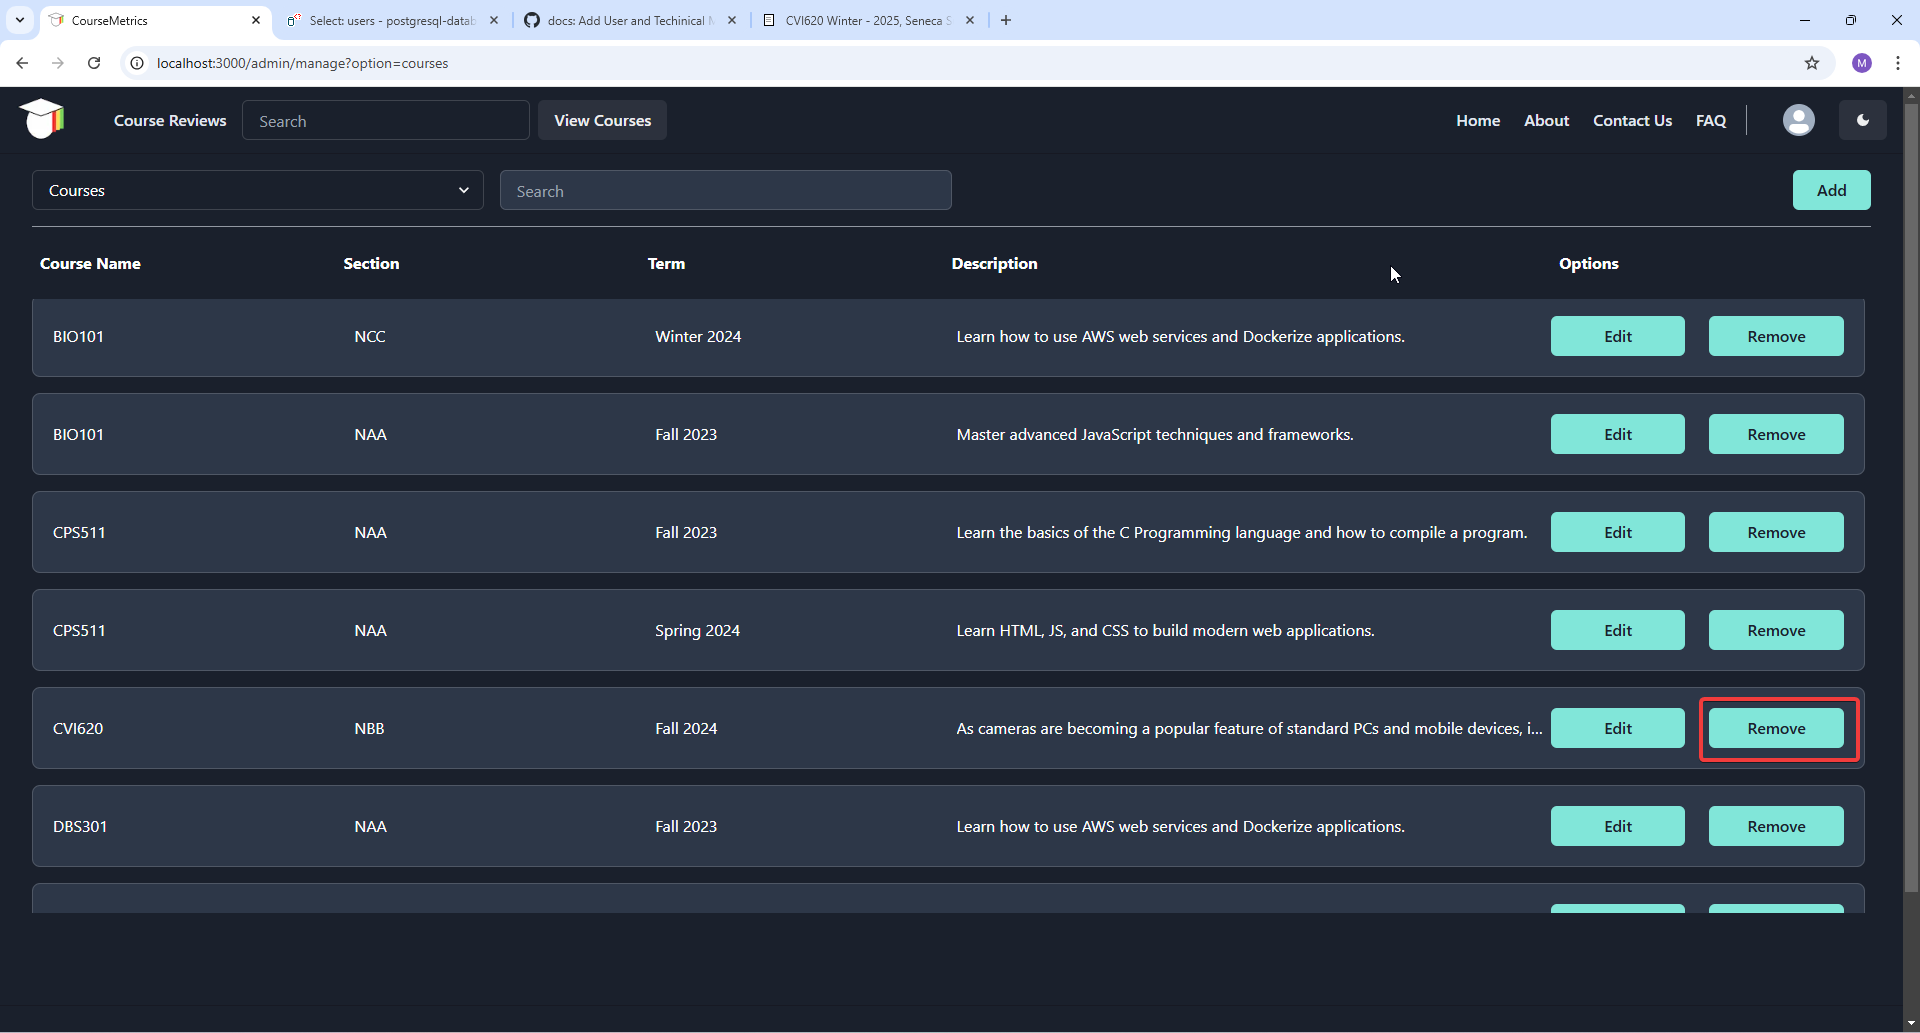 CourseMetrics
Select: users - postgresql-datab
docs: Add User and Techinical M
CVI620 Winter - 2025, Seneca S
localhost:3000/admin/manage?option=courses
M
Course Reviews
Search
View Courses
Home
About
Contact Us
FAQ
Courses
Search
Add
Course Name Section Term Description Options
BIO101 NCC Winter 2024 Learn how to use AWS web services and Dockerize applications. Edit Remove
BIO101 NAA Fall 2023 Master advanced JavaScript techniques and frameworks. Edit Remove
CPS511 NAA Fall 2023 Learn the basics of the C Programming language and how to compile a program. Edit Remove
CPS511 NAA Spring 2024 Learn HTML, JS, and CSS to build modern web applications. Edit Remove
CVI620 NBB Fall 2024 As cameras are becoming a popular feature of standard PCs and mobile devices, i... Edit Remove
DBS301 NAA Fall 2023 Learn how to use AWS web services and Dockerize applications. Edit Remove